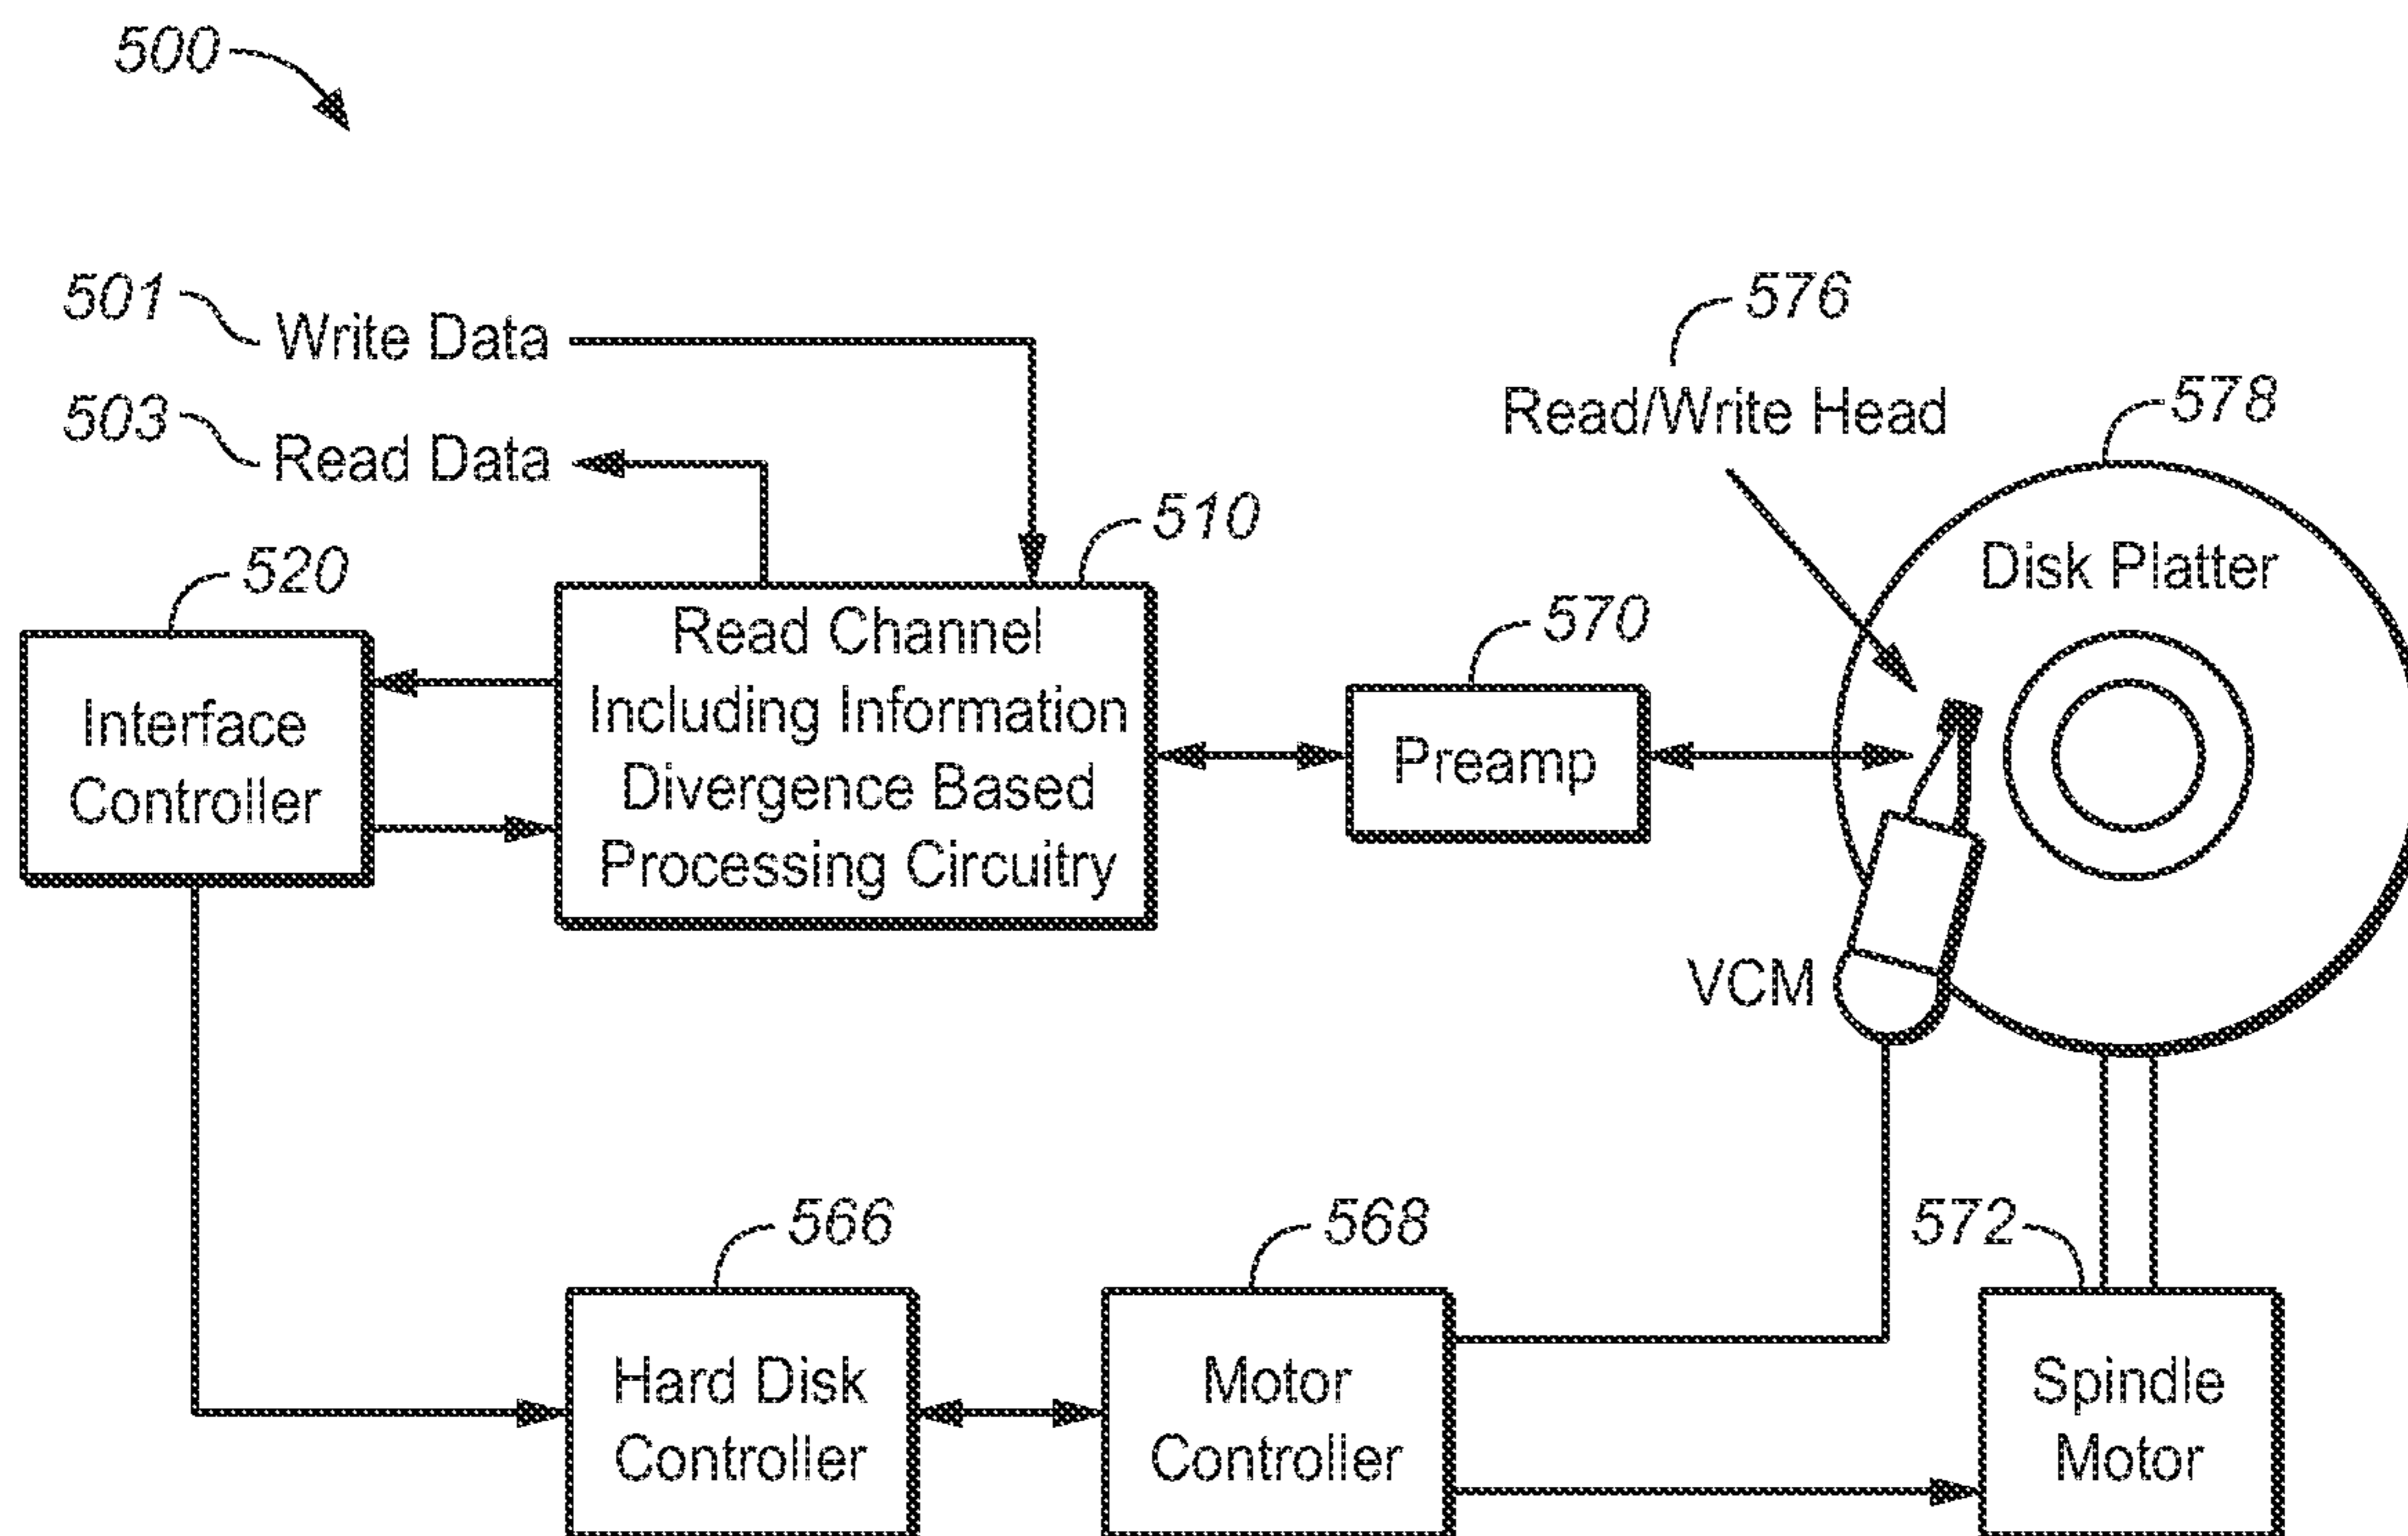 500
501 Write Data
576
Read/Write Head
503 Read Data
578
510
520
Disk Platter
570
Read Channel
Including Information
Divergence Based
Processing Circuitry
Interface
Controller
Preamp
VCM
566
568
572
Hard Disk
Controller
Motor
Controller
Spindle
Motor